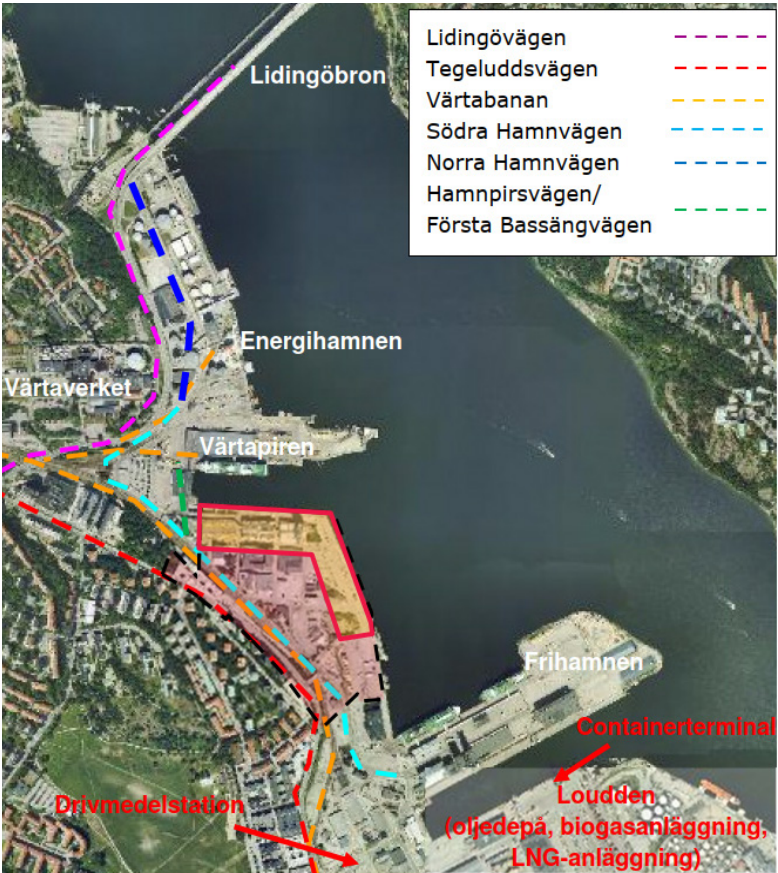 Lidingövägen
Tegeluddsvägen
Värtabanan
Södra Hamnvägen
Norra Hamnvägen
Hamnpirsvägen/
Första Bassängvägen
Lidingöbron
Energihamnen
Värtaverket
Värtapiren
Frihamnen
Containerterminal
Drivmedelstation
Loudden
(oljedepå, biogasanläggning,
LNG-anläggning)